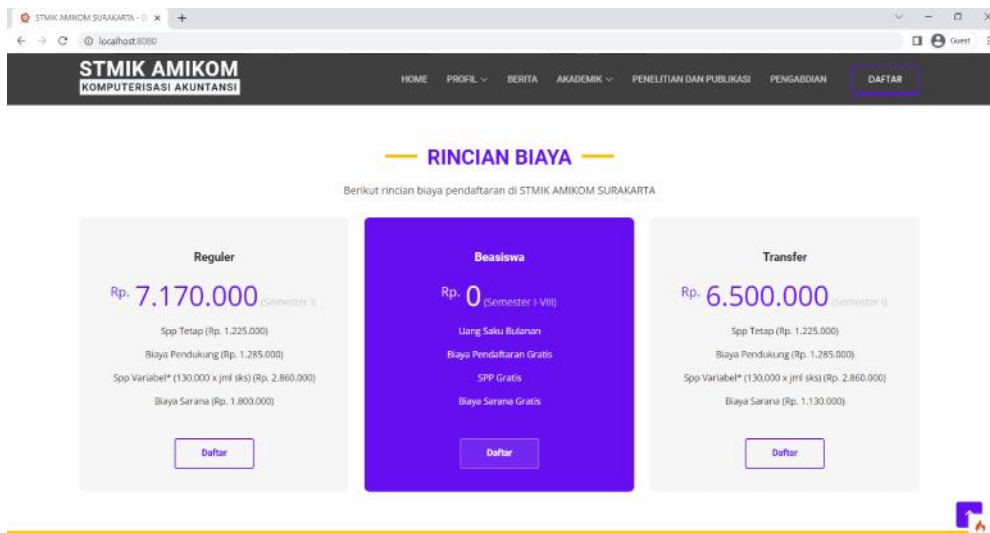 STMIK AMIKOM SURAKARTA - D
localhost:8080
Guest
STMIK AMIKOM
KOMPUTERISASI AKUNTANSI
HOME PROFIL BERITA AKADEMIK PENELITIAN DAN PUBLIKASI PENGABDIAN DAFTAR
RINCIAN BIAYA
Berikut rincian biaya pendaftaran di STMIK AMIKOM SURAKARTA
Reguler
Rp. 7.170.000 (Semester I)
Spp Tetap (Rp. 1.225.000)
Biaya Pendukung (Rp. 1.285.000)
Spp Variabel* (130.000 x jml sks) (Rp. 2.860.000)
Biaya Sarana (Rp. 1.800.000)
Daftar
Beasiswa
Rp. 0 (Semester I-VIII)
Uang Saku Bulanan
Biaya Pendaftaran Gratis
SPP Gratis
Biaya Sarana Gratis
Daftar
Transfer
Rp. 6.500.000 (Semester I)
Spp Tetap (Rp. 1.225.000)
Biaya Pendukung (Rp. 1.285.000)
Spp Variabel* (130.000 x jml sks) (Rp. 2.860.000)
Biaya Sarana (Rp. 1.130.000)
Daftar